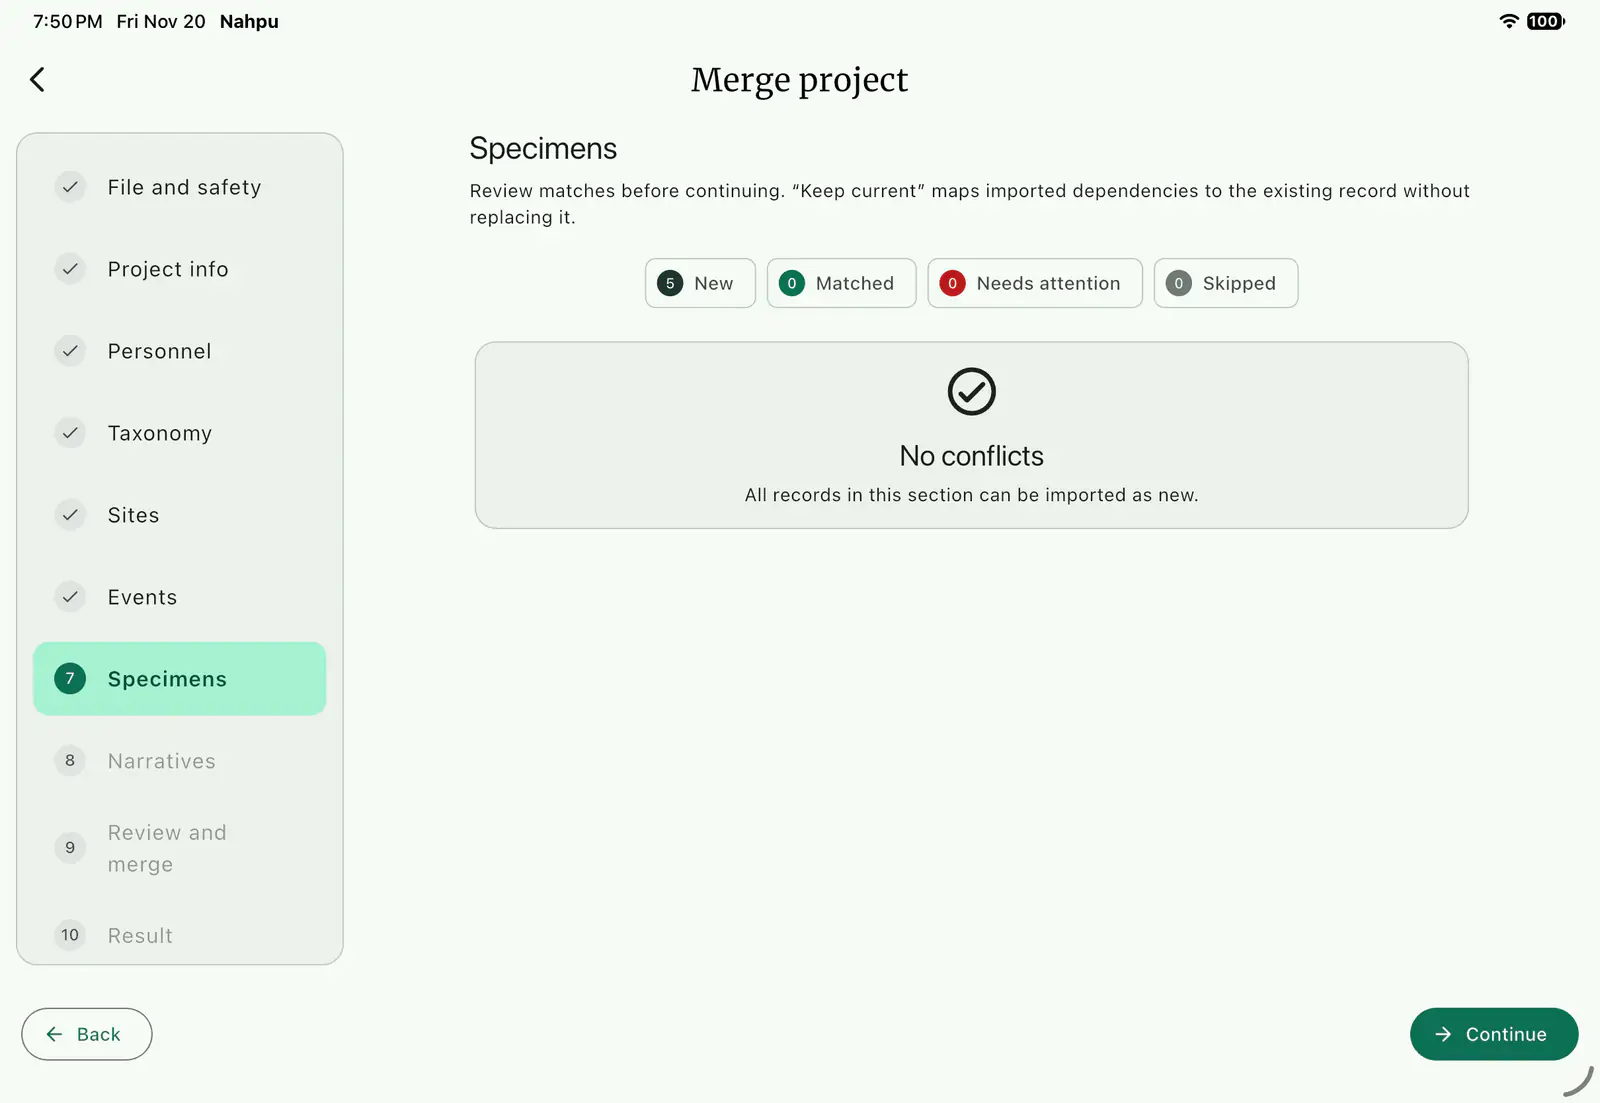 7:50 PM Fri Nov 20 Nahpu
100
Merge project
File and safety
Project info
Personnel
Taxonomy
Sites
Events
7 Specimens
8 Narratives
9 Review and
merge
10 Result
Specimens
Review matches before continuing. “Keep current” maps imported dependencies to the existing record without
replacing it.
5 New 0 Matched 0 Needs attention 0 Skipped
No conflicts
All records in this section can be imported as new.
Back
Continue